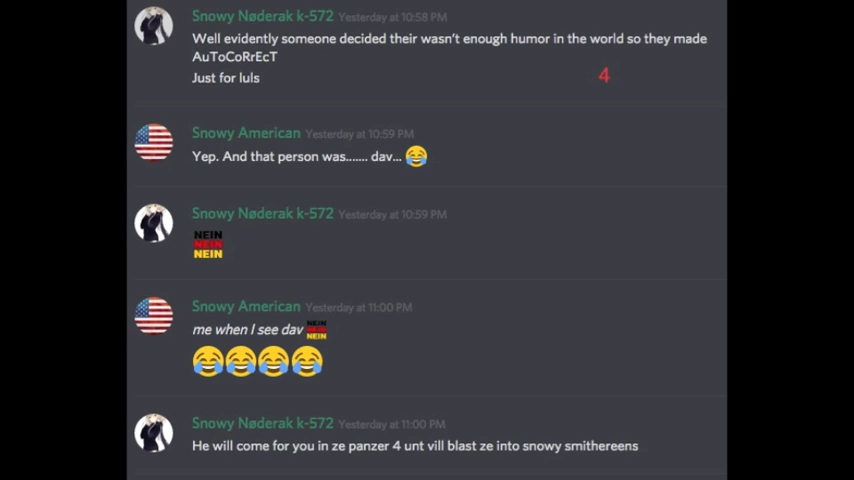 Snowy Nøderak k-572 Yesterday at 10:58 PM
Well evidently someone decided their wasn't enough humor in the world so they made
AuToCoRrEcT
Just for luls
4
Snowy American Yesterday at 10:59 PM
Yep. And that person was....... dav... 😂
Snowy Nøderak k-572 Yesterday at 10:59 PM
NEIN
NEIN
NEIN
Snowy American Yesterday at 11:00 PM
me when I see dav NEIN
NEIN
NEIN
😂😂😂😂
Snowy Nøderak k-572 Yesterday at 11:00 PM
He will come for you in ze panzer 4 unt vill blast ze into snowy smithereens